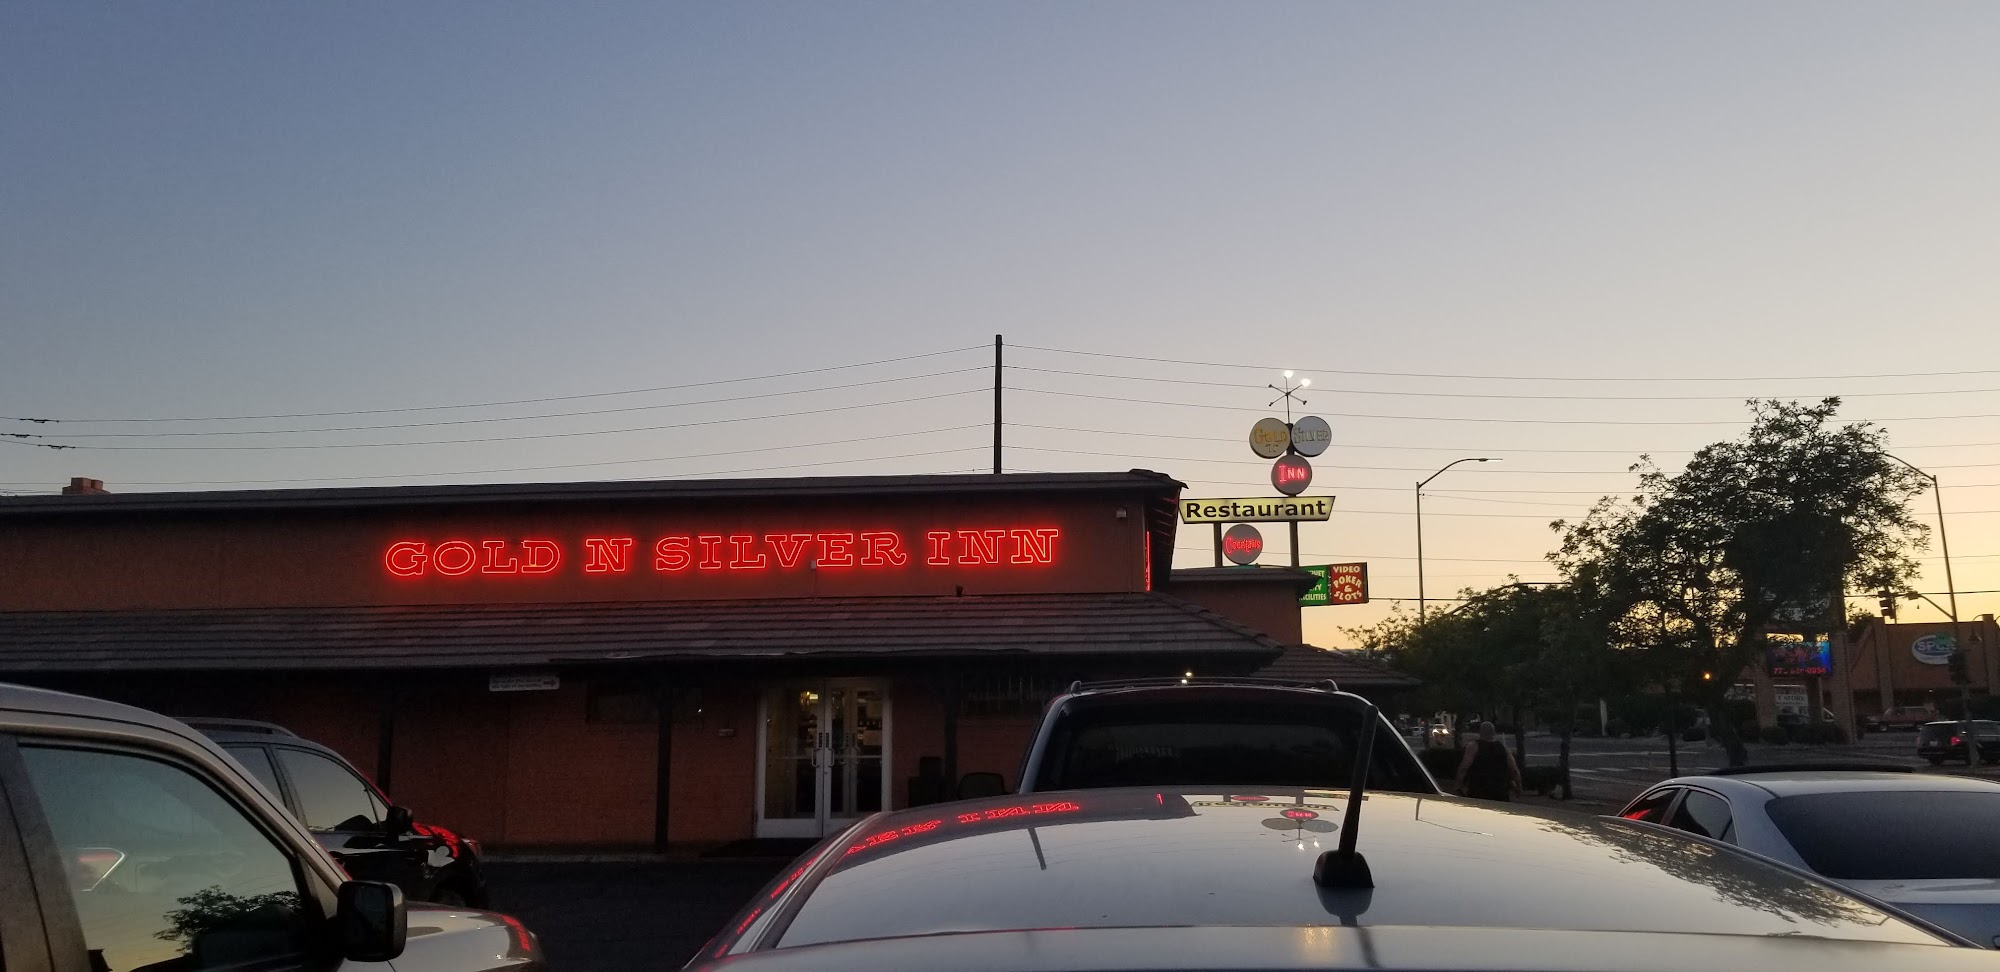 GOLD N SILVER INN
GOLD
N
SILVER
INN
Restaurant
Cocktails
VIDEO
POKER
&
SLOTS